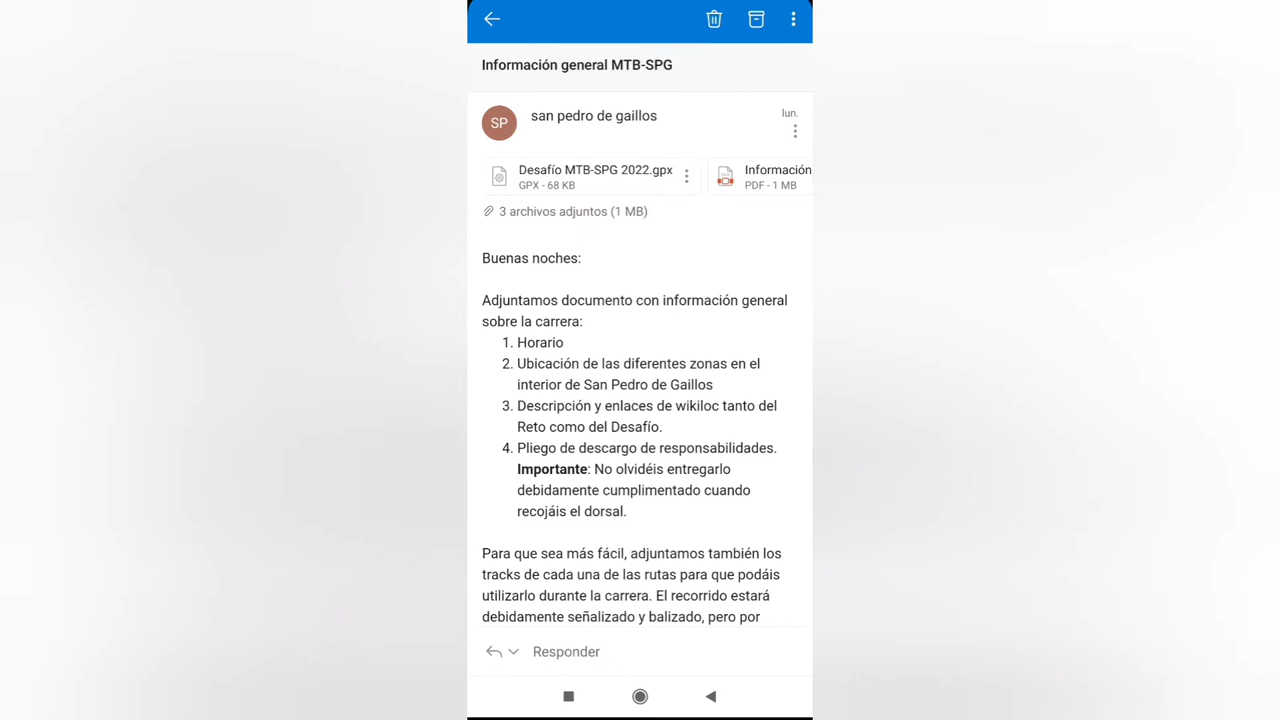 Información general MTB-SPG
SP
san pedro de gaillos
lun.
Desafío MTB-SPG 2022.gpx
GPX - 68 KB
Información
PDF - 1 MB
3 archivos adjuntos (1 MB)
Buenas noches:
Adjuntamos documento con información general
sobre la carrera:
1. Horario
2. Ubicación de las diferentes zonas en el
interior de San Pedro de Gaillos
3. Descripción y enlaces de wikiloc tanto del
Reto como del Desafío.
4. Pliego de descargo de responsabilidades.
Importante: No olvidéis entregarlo
debidamente cumplimentado cuando
recojáis el dorsal.
Para que sea más fácil, adjuntamos también los
tracks de cada una de las rutas para que podáis
utilizarlo durante la carrera. El recorrido estará
debidamente señalizado y balizado, pero por
Responder